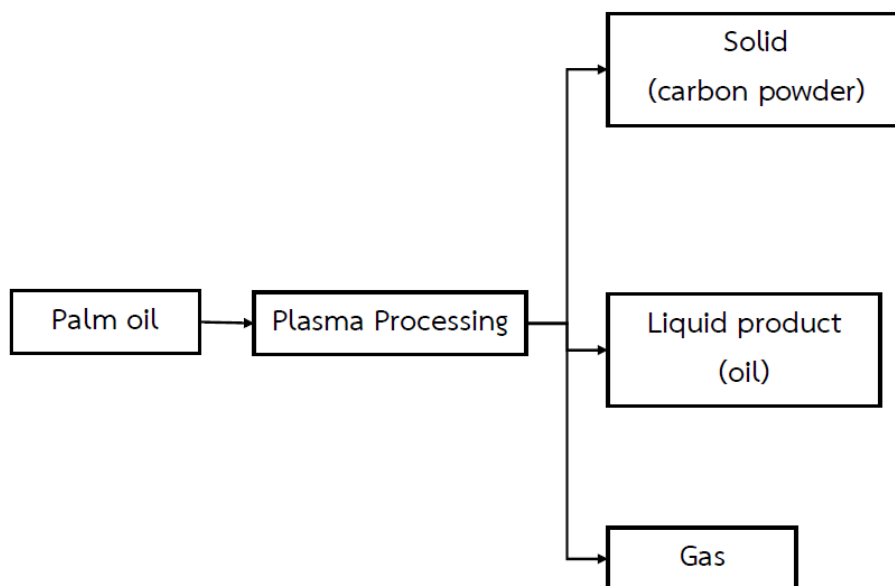 Solid
(carbon powder)
Palm oil
Plasma Processing
Liquid product
(oil)
Gas